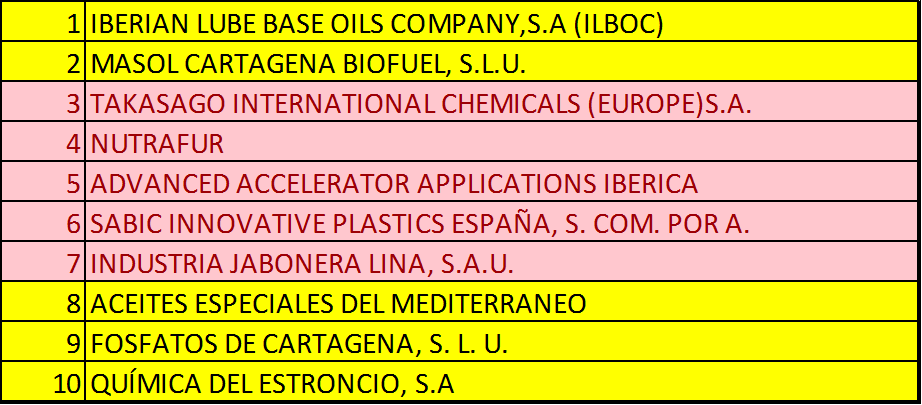 1 IBERIAN LUBE BASE OILS COMPANY,S.A (ILBOC)
2 MASOL CARTAGENA BIOFUEL, S.L.U.
3 TAKASAGO INTERNATIONAL CHEMICALS (EUROPE)S.A.
4 NUTRAFUR
5 ADVANCED ACCELERATOR APPLICATIONS IBERICA
6 SABIC INNOVATIVE PLASTICS ESPAÑA, S. COM. POR A.
7 INDUSTRIA JABONERA LINA, S.A.U.
8 ACEITES ESPECIALES DEL MEDITERRANEO
9 FOSFATOS DE CARTAGENA, S. L. U.
10 QUÍMICA DEL ESTRONCIO, S.A